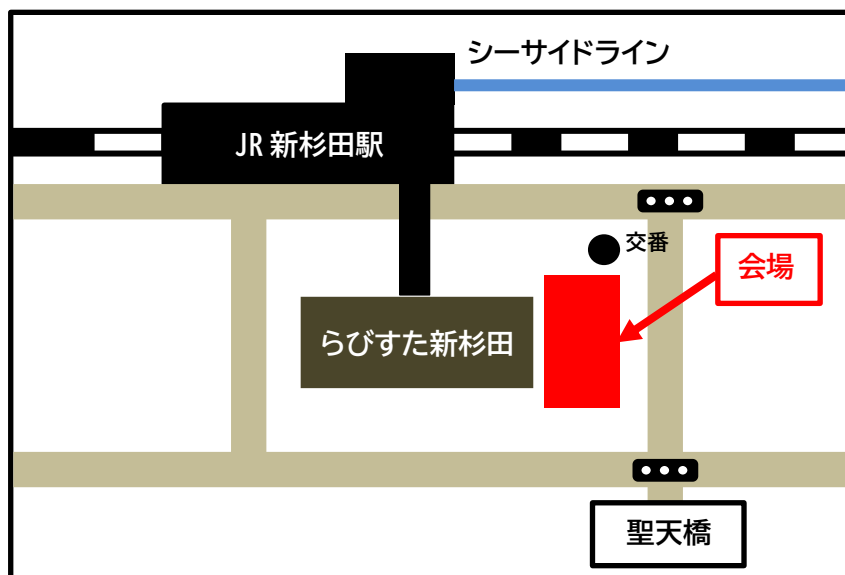 シーサイドライン
JR 新杉田駅
交番
会場
らびすた新杉田
聖天橋